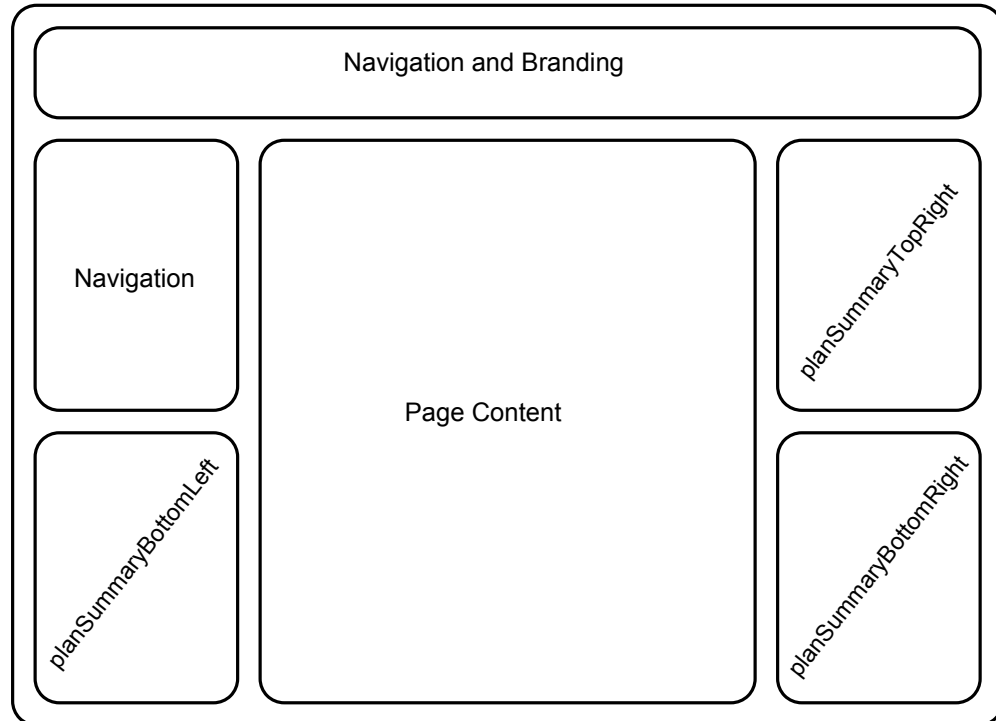 Navigation and Branding
Navigation
planSummaryTopRight
Page Content
planSummaryBottomLeft
planSummaryBottomRight